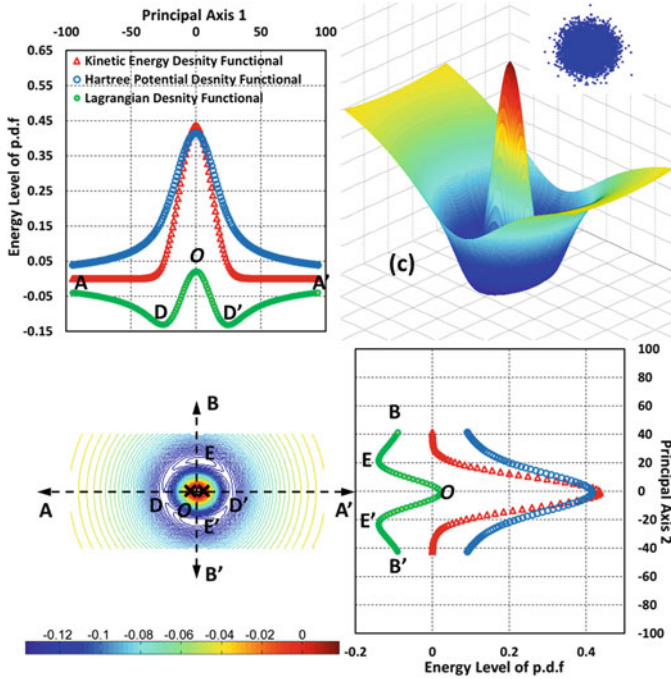 Principal Axis 1
-100 -50 0 50 100
0.65
0.55
0.45
0.35
0.25
0.15
0.05
-0.05
-0.15
Energy Level of p.d.f
Kinetic Energy Desnity Functional
Hartree Potential Desnity Functional
Lagrangian Desnity Functional
O
A A'
D D'
(c)
B
E
D O D'
A A'
E'
B'
-0.12 -0.1 -0.08 -0.06 -0.04 -0.02 0
B
E
O
E'
B'
100
80
60
40
20
0
-20
-40
-60
-80
-100
Principal Axis 2
-0.2 0 0.2 0.4
Energy Level of p.d.f